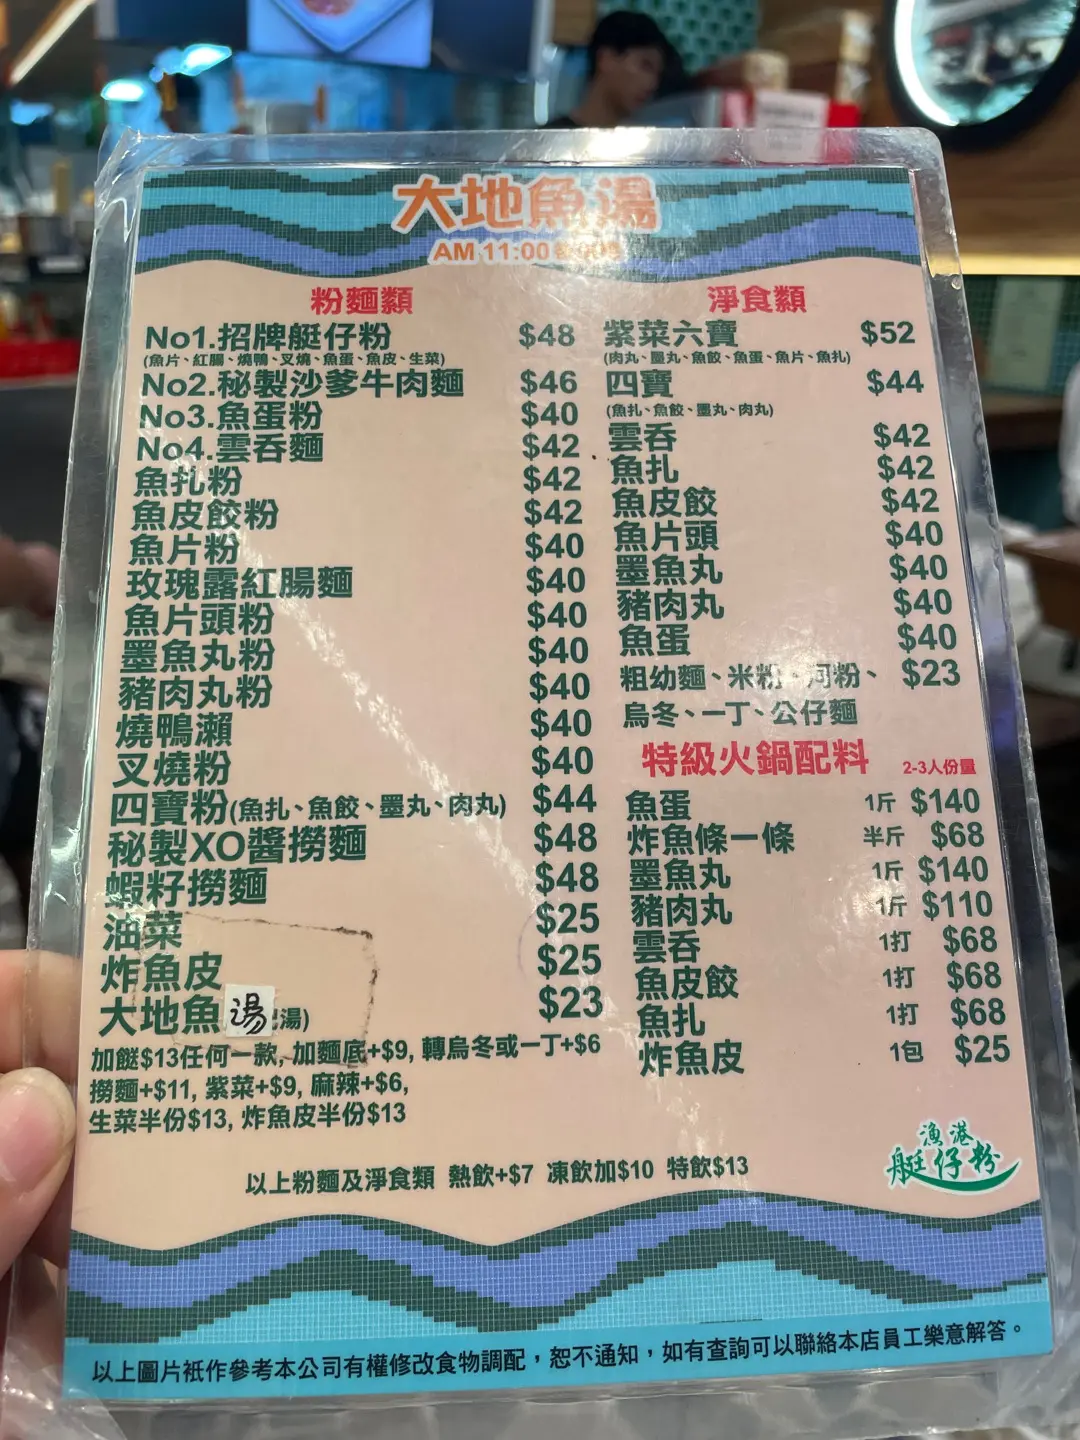 大地魚湯
AM 11:00
粉麵類
No1.招牌艇仔粉 $48
(魚片、紅腸、燒鴨、叉燒、魚蛋、魚皮、生菜)
No2.秘製沙爹牛肉麵 $46
No3.魚蛋粉 $40
No4.雲吞麵 $42
魚扎粉 $42
魚皮餃粉 $42
魚片粉 $40
玫瑰露紅腸麵 $40
魚片頭粉 $40
墨魚丸粉 $40
豬肉丸粉 $40
燒鴨瀨 $40
叉燒粉 $40
四寶粉(魚扎、魚餃、墨丸、肉丸) $44
秘製XO醬撈麵 $48
蝦籽撈麵 $48
油菜 $25
炸魚皮 $25
大地魚湯 湯) $23
加餸$13任何一款, 加麵底+$9, 轉烏冬或一丁+$6
撈麵+$11, 紫菜+$9, 麻辣+$6,
生菜半份$13, 炸魚皮半份$13
淨食類
紫菜六寶 $52
(肉丸、墨丸、魚餃、魚蛋、魚片、魚扎)
四寶 $44
(魚扎、魚餃、墨丸、肉丸)
雲吞 $42
魚扎 $42
魚皮餃 $42
魚片頭 $40
墨魚丸 $40
豬肉丸 $40
魚蛋 $40
粗幼麵、米粉、河粉、 $23
烏冬、一丁、公仔麵
特級火鍋配料 2-3人份量
魚蛋 1斤 $140
炸魚條一條 半斤 $68
墨魚丸 1斤 $140
豬肉丸 1斤 $110
雲吞 1打 $68
魚皮餃 1打 $68
魚扎 1打 $68
炸魚皮 1包 $25
漁港
艇仔粉
以上粉麵及淨食類 熱飲+$7 凍飲加$10 特飲$13
以上圖片衹作參考本公司有權修改食物調配，恕不通知，如有查詢可以聯絡本店員工樂意解答。